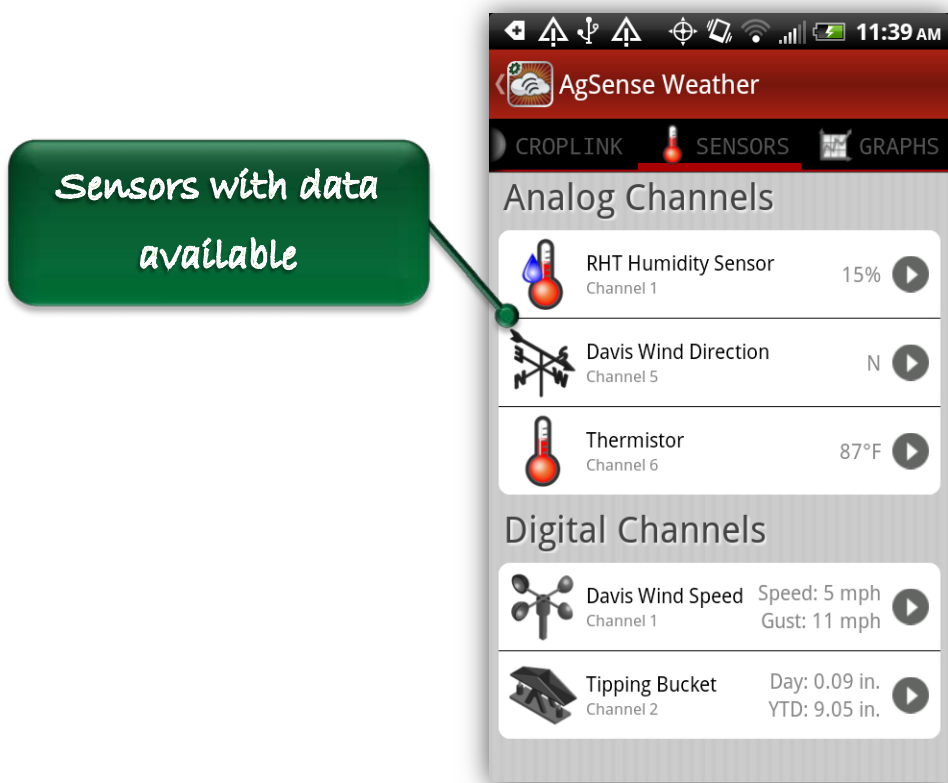 Sensors with data
available
11:39 AM
AgSense Weather
CROPLINK SENSORS GRAPHS
Analog Channels
RHT Humidity Sensor
Channel 1
15%
Davis Wind Direction
Channel 5
N
Thermistor
Channel 6
87°F
Digital Channels
Davis Wind Speed
Channel 1
Speed: 5 mph
Gust: 11 mph
Tipping Bucket
Channel 2
Day: 0.09 in.
YTD: 9.05 in.